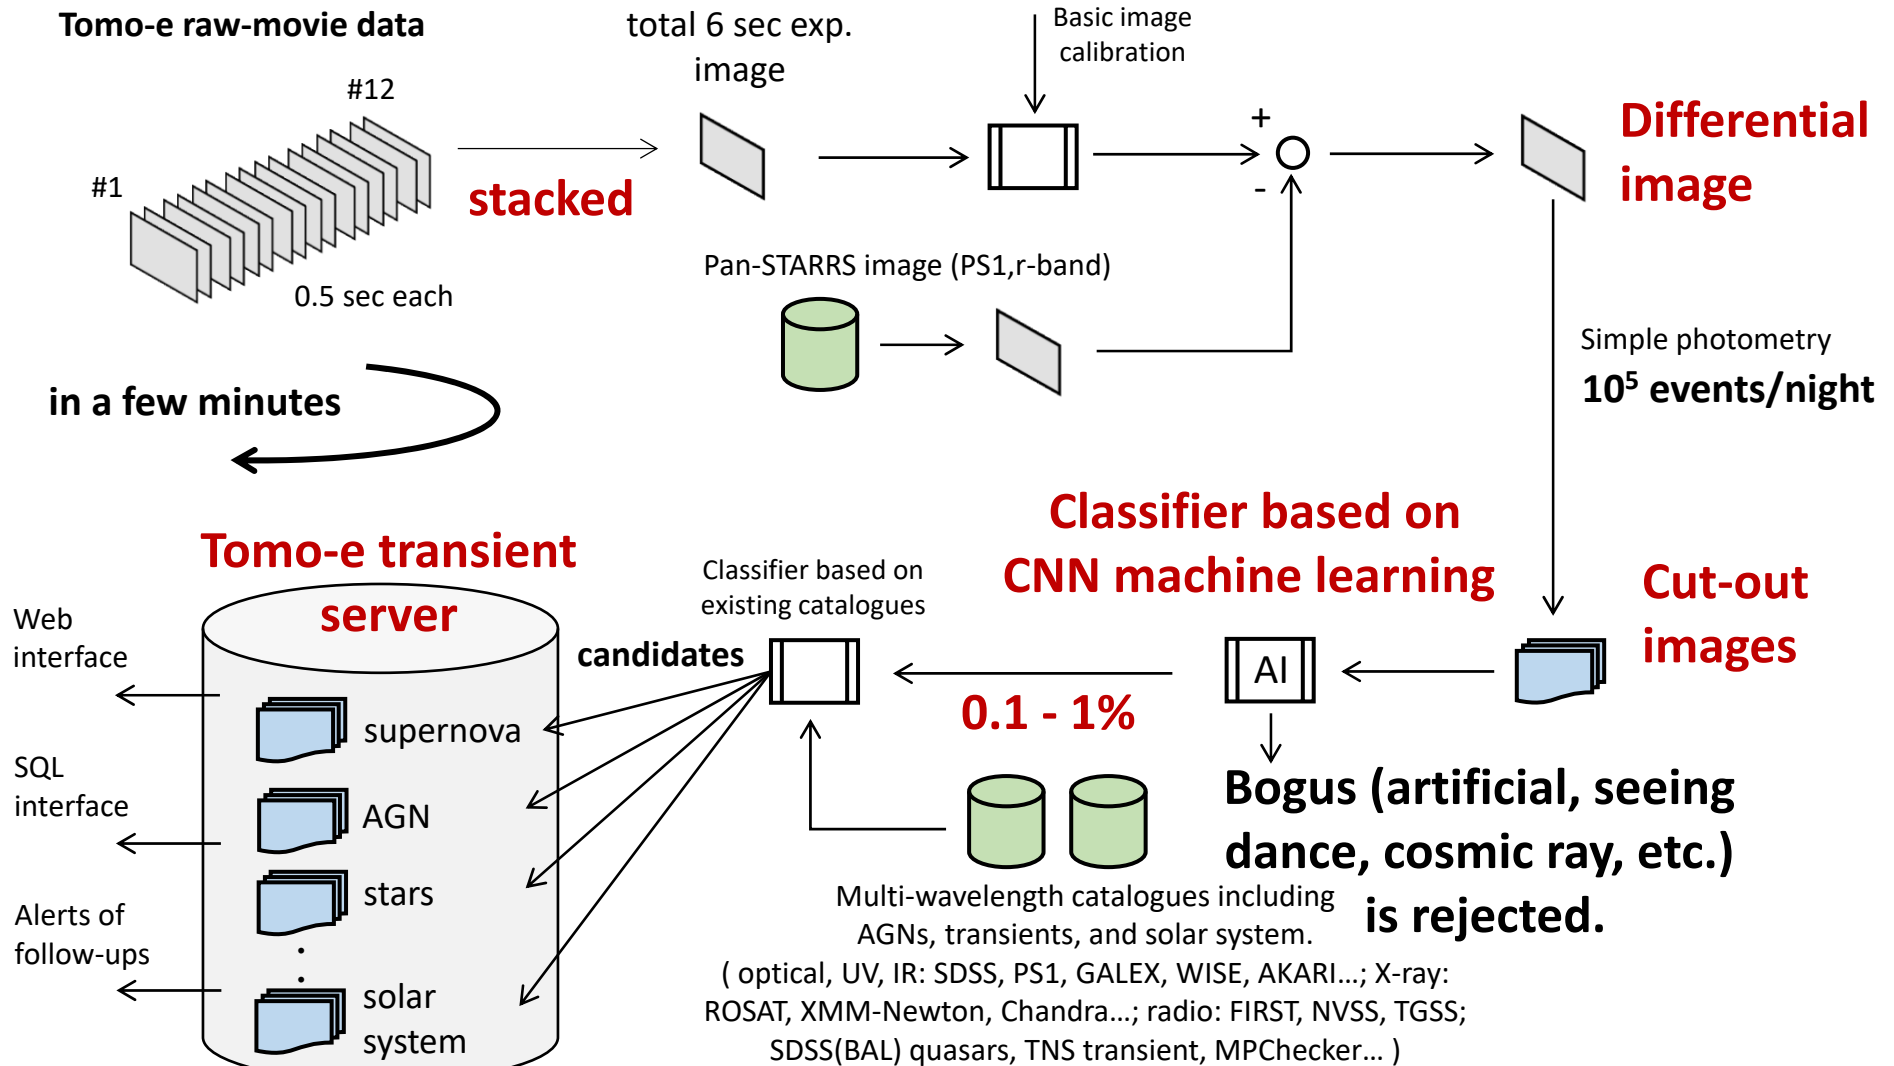 Tomo-e raw-movie data
#12
#1
0.5 sec each
stacked
total 6 sec exp.
image
Basic image
calibration
+
-
Differential
image
Pan-STARRS image (PS1,r-band)
Simple photometry
10⁵ events/night
in a few minutes
Cut-out
images
Classifier based on
CNN machine learning
AI
0.1 - 1%
Bogus (artificial, seeing
dance, cosmic ray, etc.)
is rejected.
Classifier based on
existing catalogues
candidates
Multi-wavelength catalogues including
AGNs, transients, and solar system.
( optical, UV, IR: SDSS, PS1, GALEX, WISE, AKARI...; X-ray:
ROSAT, XMM-Newton, Chandra...; radio: FIRST, NVSS, TGSS;
SDSS(BAL) quasars, TNS transient, MPChecker... )
Tomo-e transient
server
supernova
AGN
stars
solar
system
Web
interface
SQL
interface
Alerts of
follow-ups